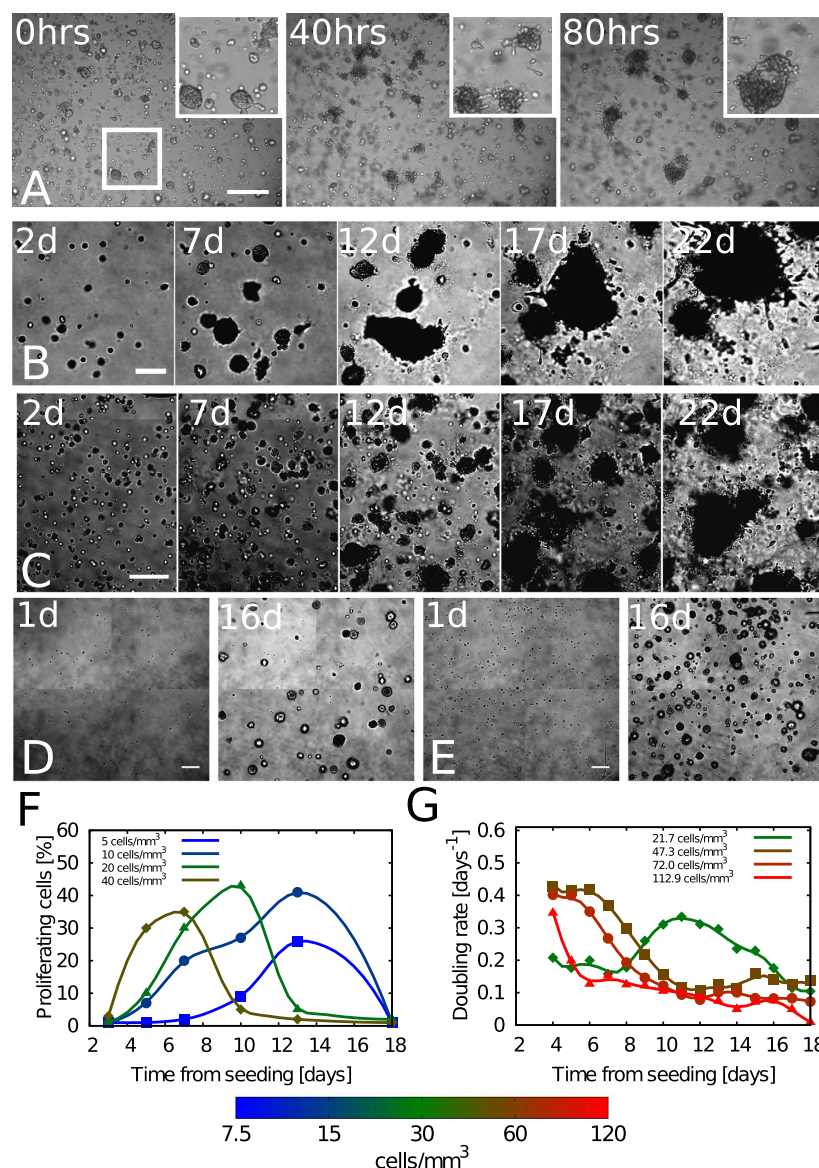 0hrs 40hrs 80hrs
A
2d 7d 12d 17d 22d
B
2d 7d 12d 17d 22d
C
1d 16d 1d 16d
D E
F G
60
50
40
30
20
10
0
Proliferating cells [%]
5 cells/mm³
10 cells/mm³
20 cells/mm³
40 cells/mm³
2 4 6 8 10 12 14 16 18
Time from seeding [days]
0.6
0.5
0.4
0.3
0.2
0.1
0
Doubling rate [days⁻¹]
21.7 cells/mm³
47.3 cells/mm³
72.0 cells/mm³
112.9 cells/mm³
2 4 6 8 10 12 14 16 18
Time from seeding [days]
7.5 15 30 60 120
cells/mm³